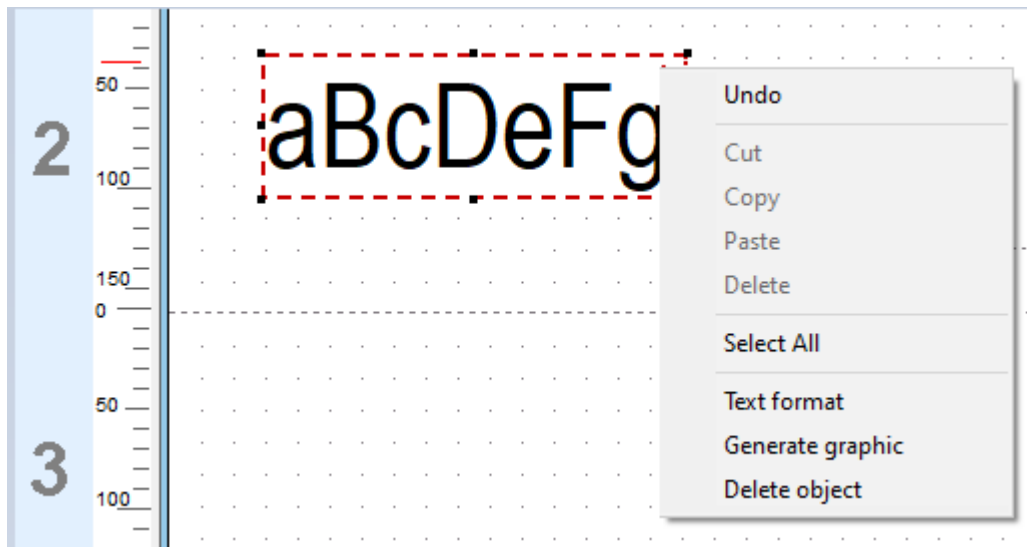 50
2
100
150
0
50
3
100
aBcDeFg
Undo
Cut
Copy
Paste
Delete
Select All
Text format
Generate graphic
Delete object